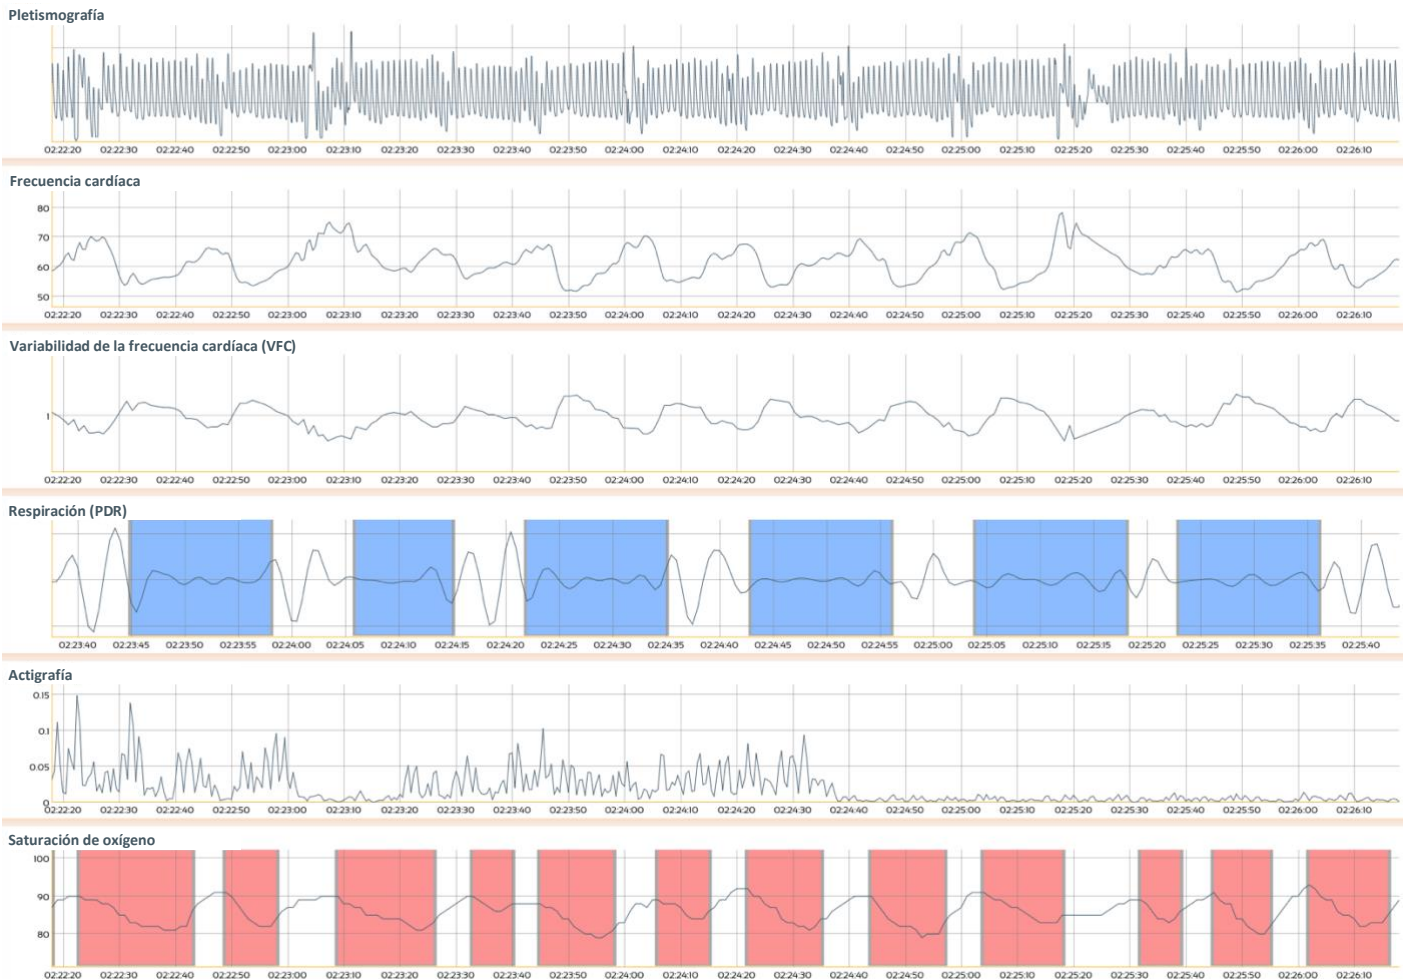 Pletismografía
02:22:20 02:22:30 02:22:40 02:22:50 02:23:00 02:23:10 02:23:20 02:23:30 02:23:40 02:23:50 02:24:00 02:24:10 02:24:20 02:24:30 02:24:40 02:24:50 02:25:00 02:25:10 02:25:20 02:25:30 02:25:40 02:25:50 02:26:00 02:26:10
Frecuencia cardíaca
80
70
60
50
02:22:20 02:22:30 02:22:40 02:22:50 02:23:00 02:23:10 02:23:20 02:23:30 02:23:40 02:23:50 02:24:00 02:24:10 02:24:20 02:24:30 02:24:40 02:24:50 02:25:00 02:25:10 02:25:20 02:25:30 02:25:40 02:25:50 02:26:00 02:26:10
Variabilidad de la frecuencia cardíaca (VFC)
1
02:22:20 02:22:30 02:22:40 02:22:50 02:23:00 02:23:10 02:23:20 02:23:30 02:23:40 02:23:50 02:24:00 02:24:10 02:24:20 02:24:30 02:24:40 02:24:50 02:25:00 02:25:10 02:25:20 02:25:30 02:25:40 02:25:50 02:26:00 02:26:10
Respiración (PDR)
02:23:40 02:23:45 02:23:50 02:23:55 02:24:00 02:24:05 02:24:10 02:24:15 02:24:20 02:24:25 02:24:30 02:24:35 02:24:40 02:24:45 02:24:50 02:24:55 02:25:00 02:25:05 02:25:10 02:25:15 02:25:20 02:25:25 02:25:30 02:25:35 02:25:40
Actigrafía
0.15
0.1
0.05
0
02:22:20 02:22:30 02:22:40 02:22:50 02:23:00 02:23:10 02:23:20 02:23:30 02:23:40 02:23:50 02:24:00 02:24:10 02:24:20 02:24:30 02:24:40 02:24:50 02:25:00 02:25:10 02:25:20 02:25:30 02:25:40 02:25:50 02:26:00 02:26:10
Saturación de oxígeno
100
90
80
02:22:20 02:22:30 02:22:40 02:22:50 02:23:00 02:23:10 02:23:20 02:23:30 02:23:40 02:23:50 02:24:00 02:24:10 02:24:20 02:24:30 02:24:40 02:24:50 02:25:00 02:25:10 02:25:20 02:25:30 02:25:40 02:25:50 02:26:00 02:26:10